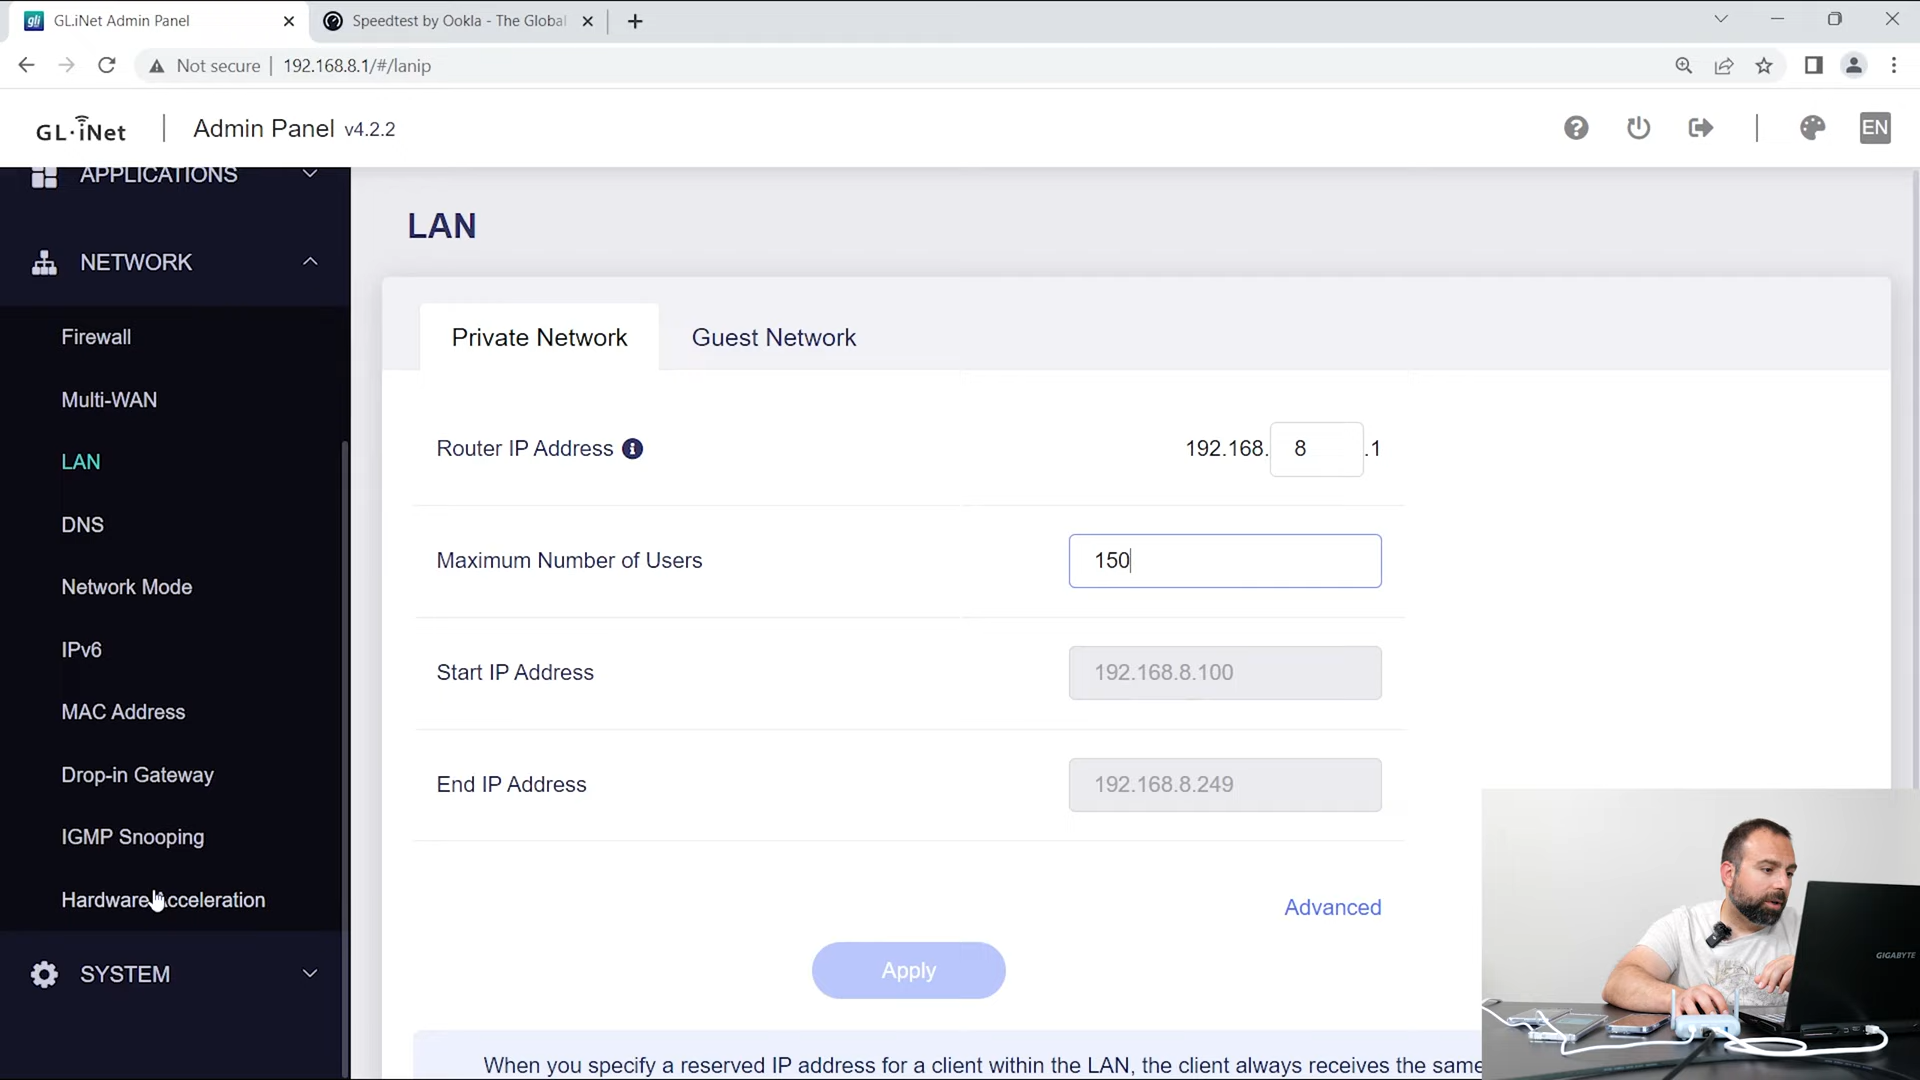 GL.iNet Admin Panel
Speedtest by Ookla - The Global
Not secure | 192.168.8.1/#/lanip
GL·iNet | Admin Panel v4.2.2
EN
APPLICATIONS
NETWORK
Firewall
Multi-WAN
LAN
DNS
Network Mode
IPv6
MAC Address
Drop-in Gateway
IGMP Snooping
Hardware Acceleration
SYSTEM
LAN
Private Network
Guest Network
Router IP Address
192.168. 8 .1
Maximum Number of Users
150
Start IP Address
192.168.8.100
End IP Address
192.168.8.249
Advanced
Apply
When you specify a reserved IP address for a client within the LAN, the client always receives the same
GIGABYTE